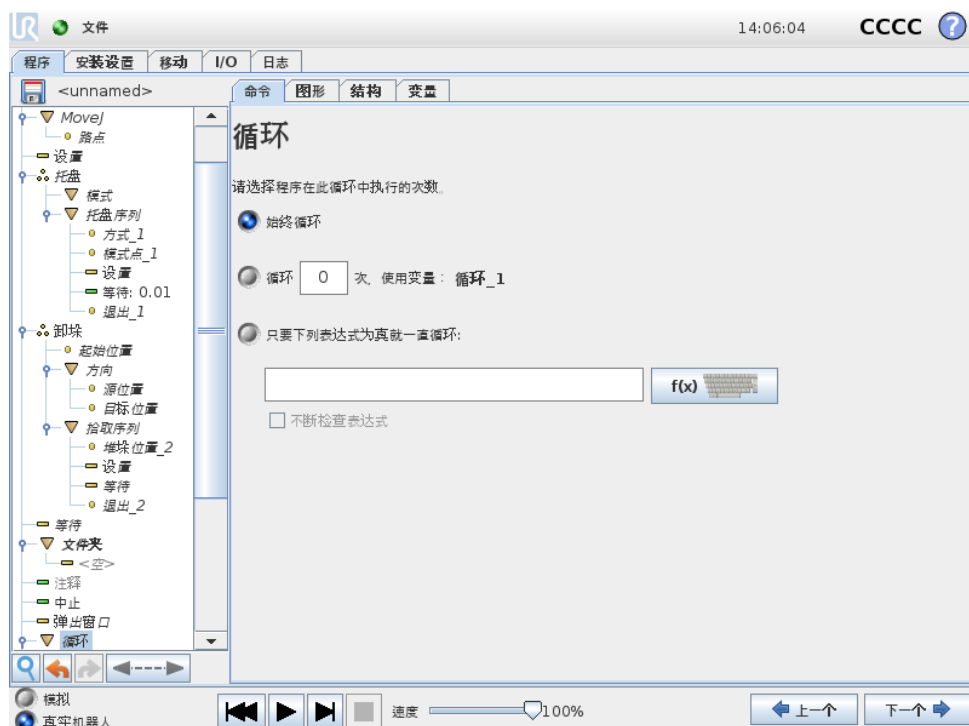 UR 文件 14:06:04 CCCC ?
程序 安装设置 移动 I/O 日志
<unnamed>
命令 图形 结构 变量
MoveJ
路点
设置
托盘
模式
托盘序列
方式_1
模式点_1
设置
等待: 0.01
退出_1
卸垛
起始位置
方向
源位置
目标位置
拾取序列
堆垛位置_2
设置
等待
退出_2
等待
文件夹
<空>
注释
中止
弹出窗口
循环
循环
请选择程序在此循环中执行的次数.
始终循环
循环 0 次, 使用变量: 循环_1
只要下列表达式为真就一直循环:
f(x)
不断检查表达式
模拟
真实机器人
速度 100%
上一个 下一个